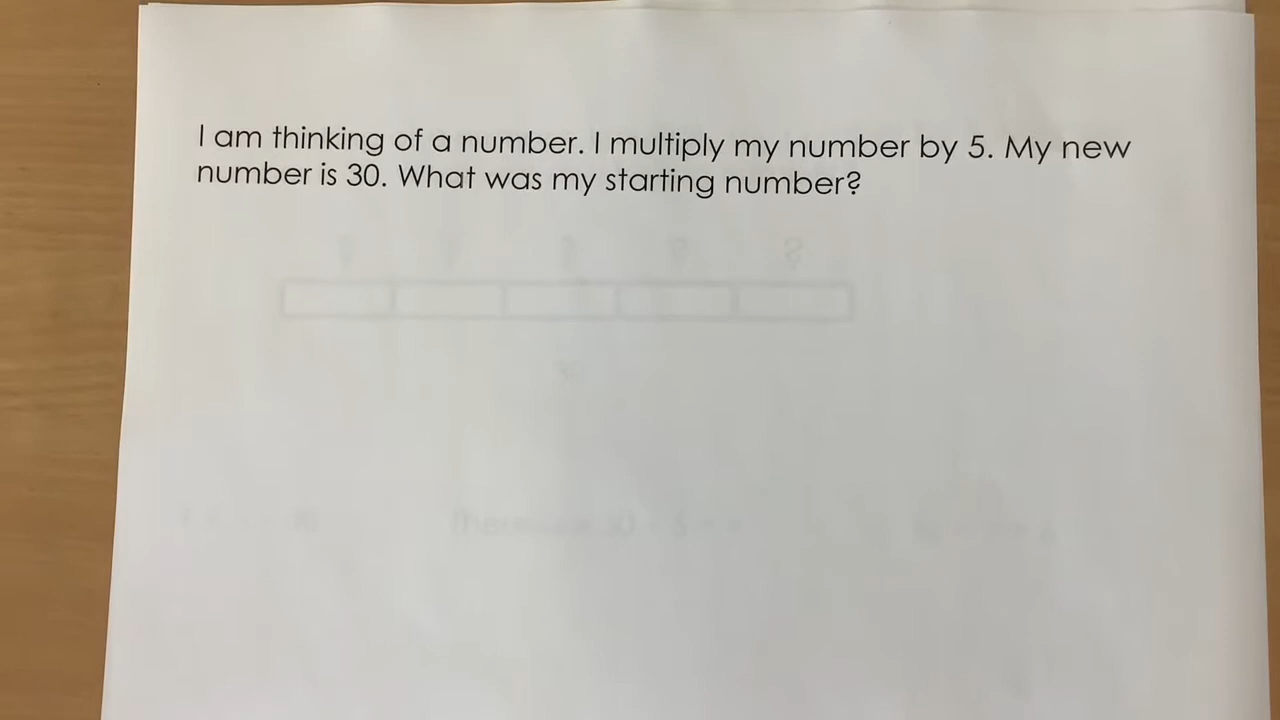 I am thinking of a number. I multiply my number by 5. My new
number is 30. What was my starting number?